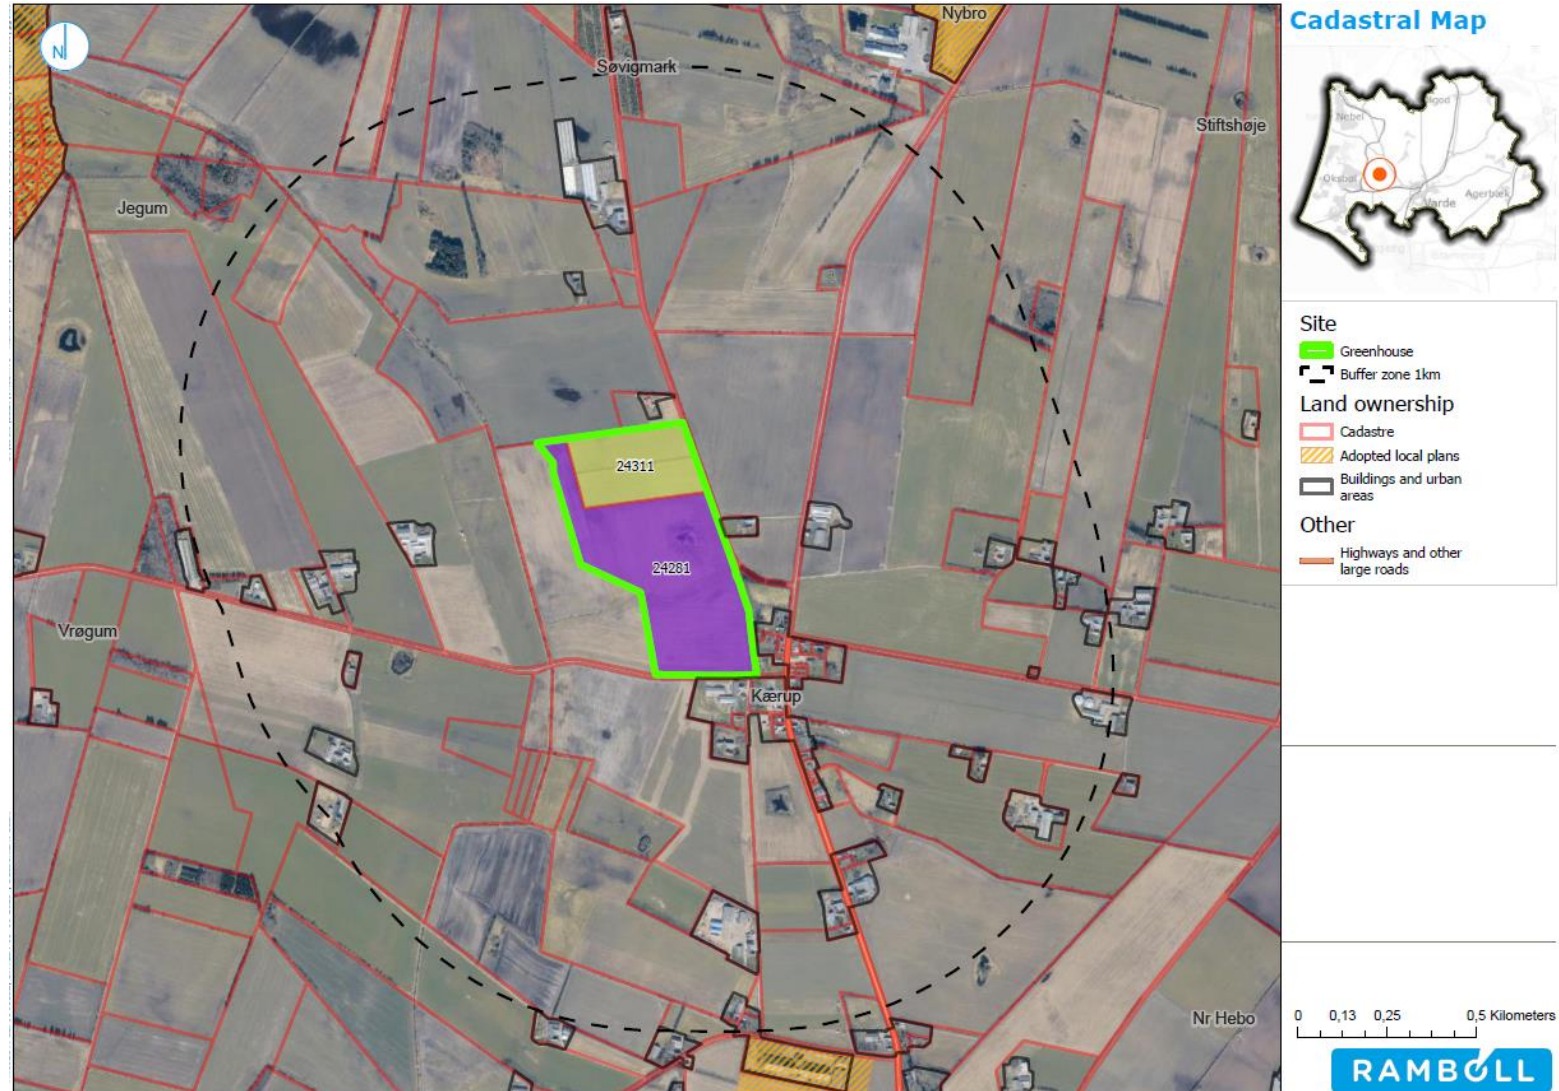 Cadastral Map
N
Nybro
Søvigmark
Stiftshøje
Jegum
24311
24281
Vrøgum
Kærup
Nr Hebo
Nebel
Ølgod
Oksbøl
Agerbæk
Varde
Site
Greenhouse
Buffer zone 1km
Land ownership
Cadastre
Adopted local plans
Buildings and urban
areas
Other
Highways and other
large roads
0 0,13 0,25 0,5 Kilometers
RAMBOLL